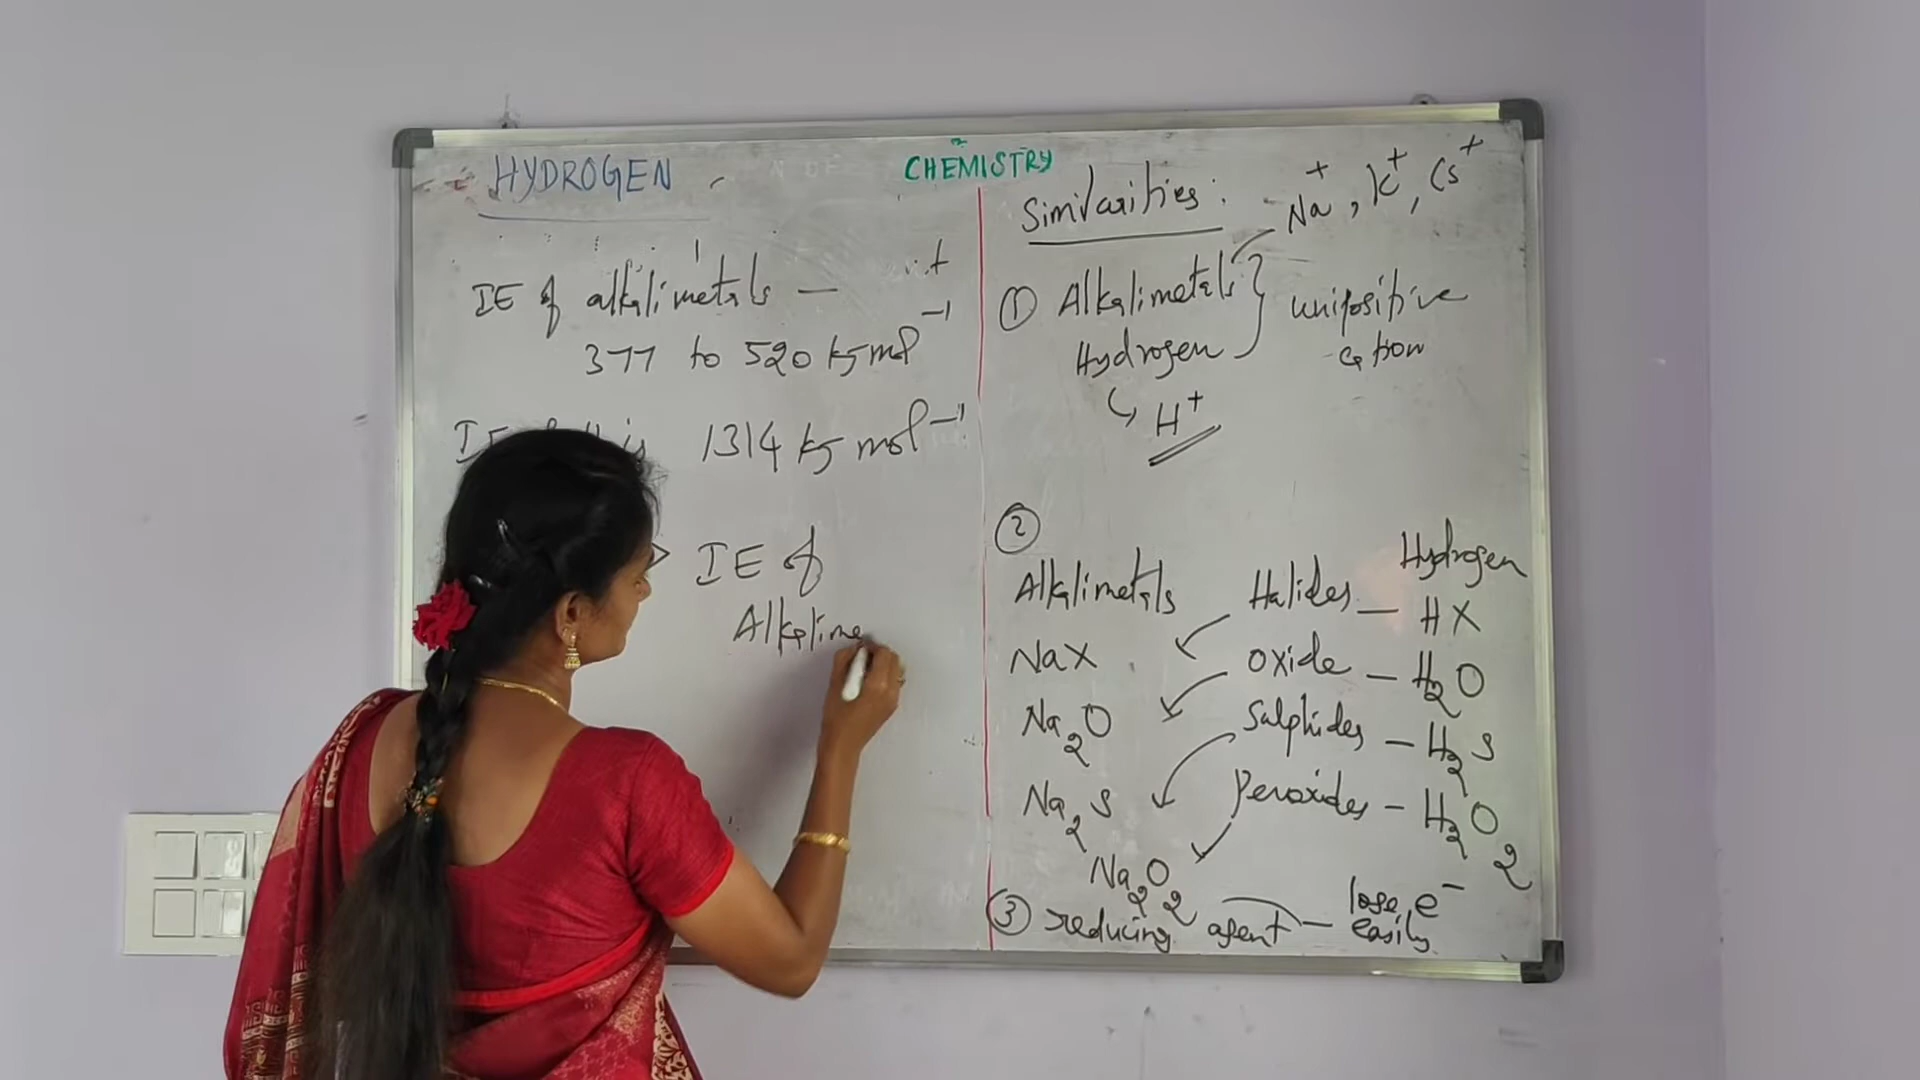 HYDROGEN
CHEMISTRY
IE of alkalimetals —
377 to 520 kJ mol⁻¹
is 1314 kJ mol⁻¹
> IE of
Alkalime
Similarities :
Na⁺, K⁺, Cs⁺
① Alkalimetals } unipositive
Hydrogen cation
H⁺
②
Alkalimetals Halides — Hydrogen
HX
NaX Oxide — H₂O
Na₂O Sulphides — H₂S
Na₂S Peroxides — H₂O₂
Na₂O₂
③ reducing agent — lose e⁻
easily